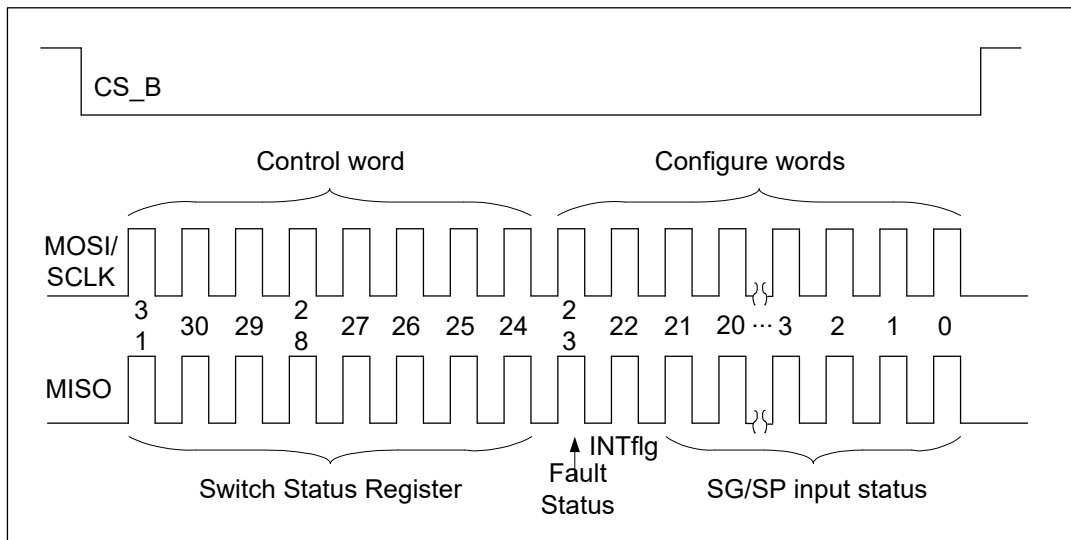 CS_B
Control word
Configure words
MOSI/
SCLK
3
1
30 29
2
8
27 26 25 24
2
3
22 21 20 ... 3 2 1 0
MISO
INTflg
Fault
Status
Switch Status Register
SG/SP input status